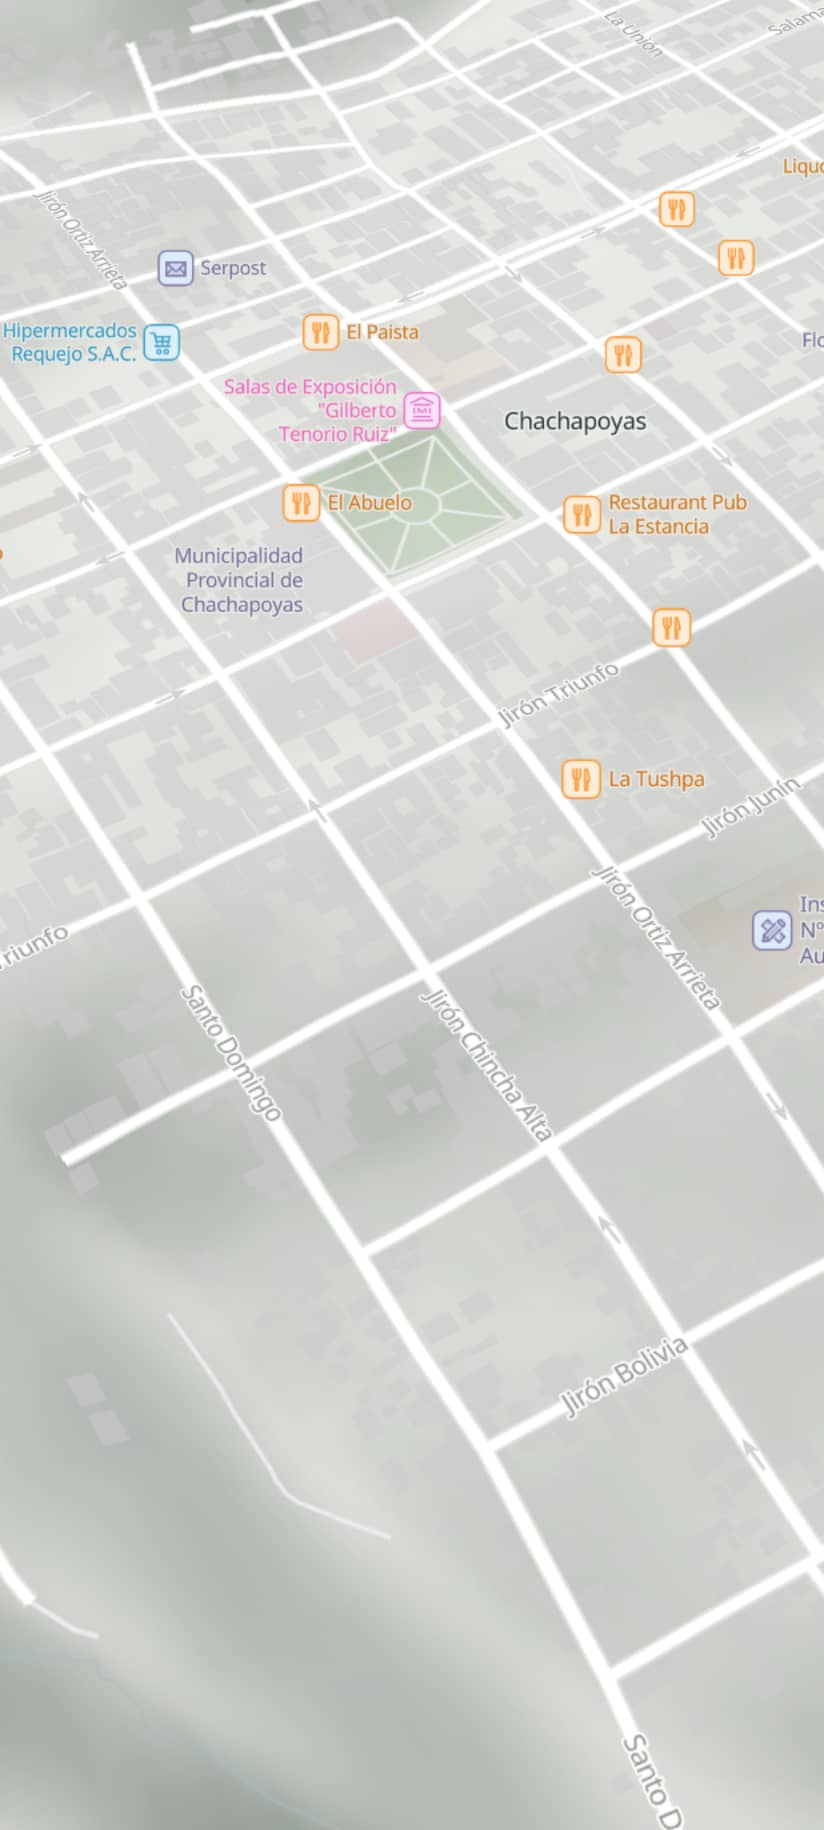 La Unión
Salama
Liquo
Jirón Ortiz Arrieta
Serpost
Hipermercados
Requejo S.A.C.
El Paista
Flo
Salas de Exposición
"Gilberto
Tenorio Ruiz"
Chachapoyas
El Abuelo
Restaurant Pub
La Estancia
Municipalidad
Provincial de
Chachapoyas
o
Jirón Triunfo
La Tushpa
Jirón Junín
Jirón Ortiz Arrieta
Ins
Nº
Au
riunfo
Santo Domingo
Jirón Chincha Alta
Jirón Bolivia
Santo D